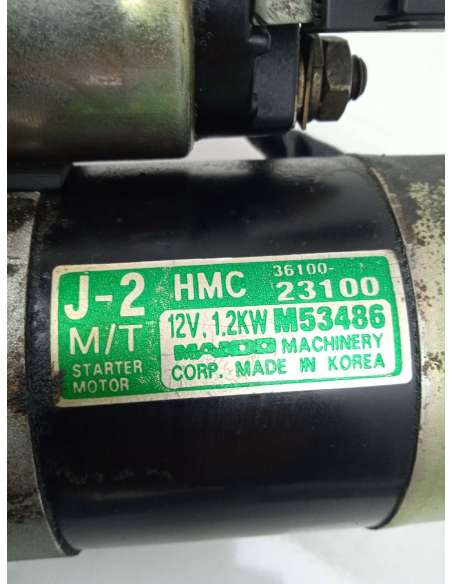 J-2 HMC 36100-
23100
M/T 12V, 1.2KW M53486
STARTER MANDO MACHINERY
MOTOR CORP. MADE IN KOREA